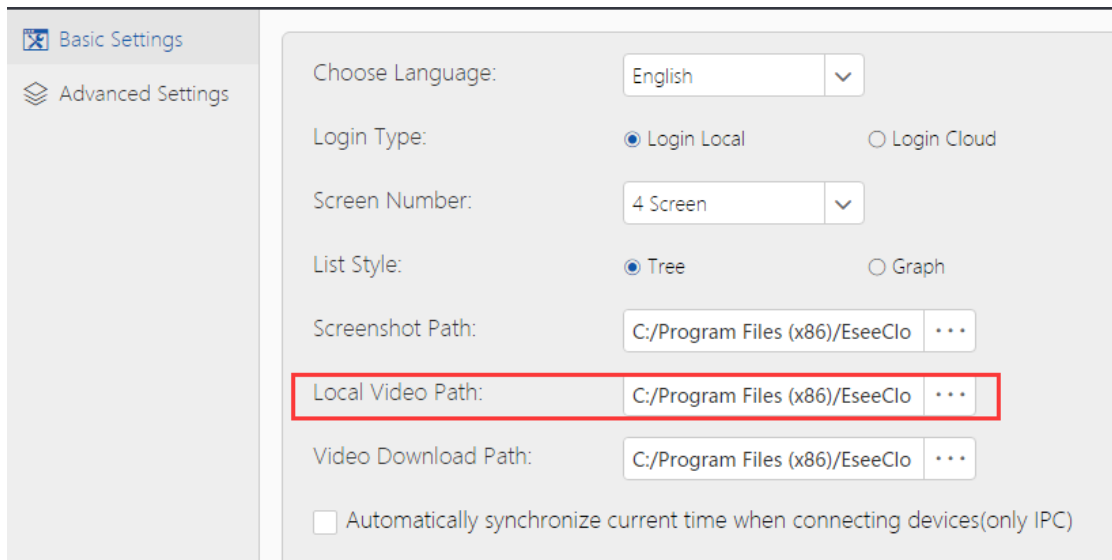 Basic Settings
Advanced Settings
Choose Language: English
Login Type: Login Local Login Cloud
Screen Number: 4 Screen
List Style: Tree Graph
Screenshot Path: C:/Program Files (x86)/EseeClo ...
Local Video Path: C:/Program Files (x86)/EseeClo ...
Video Download Path: C:/Program Files (x86)/EseeClo ...
Automatically synchronize current time when connecting devices(only IPC)